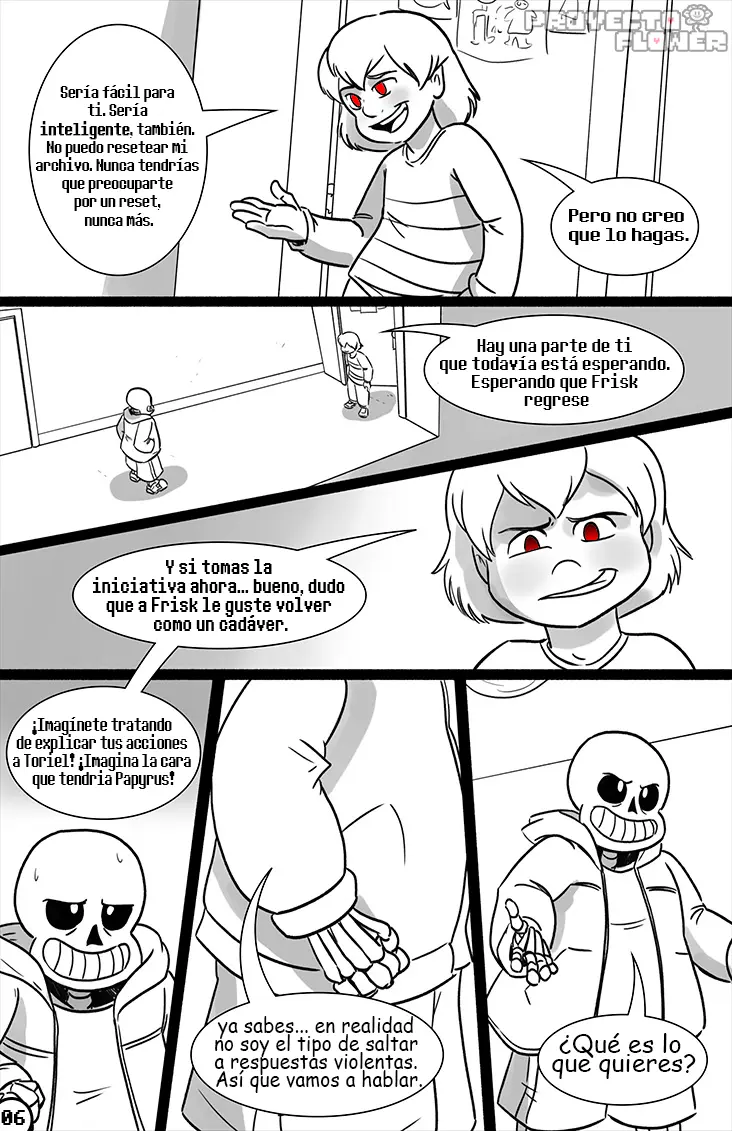 PROYECTO
FLOWER
Sería fácil para
ti. Sería
inteligente, también.
No puedo resetear mi
archivo. Nunca tendrías
que preocuparte
por un reset,
nunca más.
Pero no creo
que lo hagas.
Hay una parte de ti
que todavía está esperando.
Esperando que Frisk
regrese
Y si tomas la
iniciativa ahora... bueno, dudo
que a Frisk le guste volver
como un cadáver.
¡Imagínete tratando
de explicar tus acciones
a Toriel! ¡Imagina la cara
que tendria Papyrus!
ya sabes... en realidad
no soy el tipo de saltar
a respuestas violentas.
Así que vamos a hablar.
¿Qué es lo
que quieres?
06